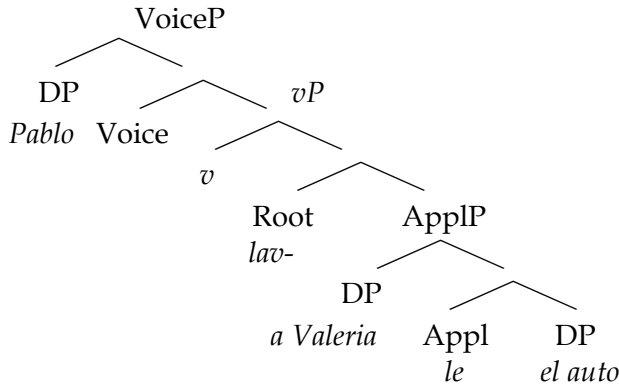 VoiceP
DP
vP
Pablo Voice
v
Root ApplP
lav-
DP
a Valeria Appl DP
le el auto